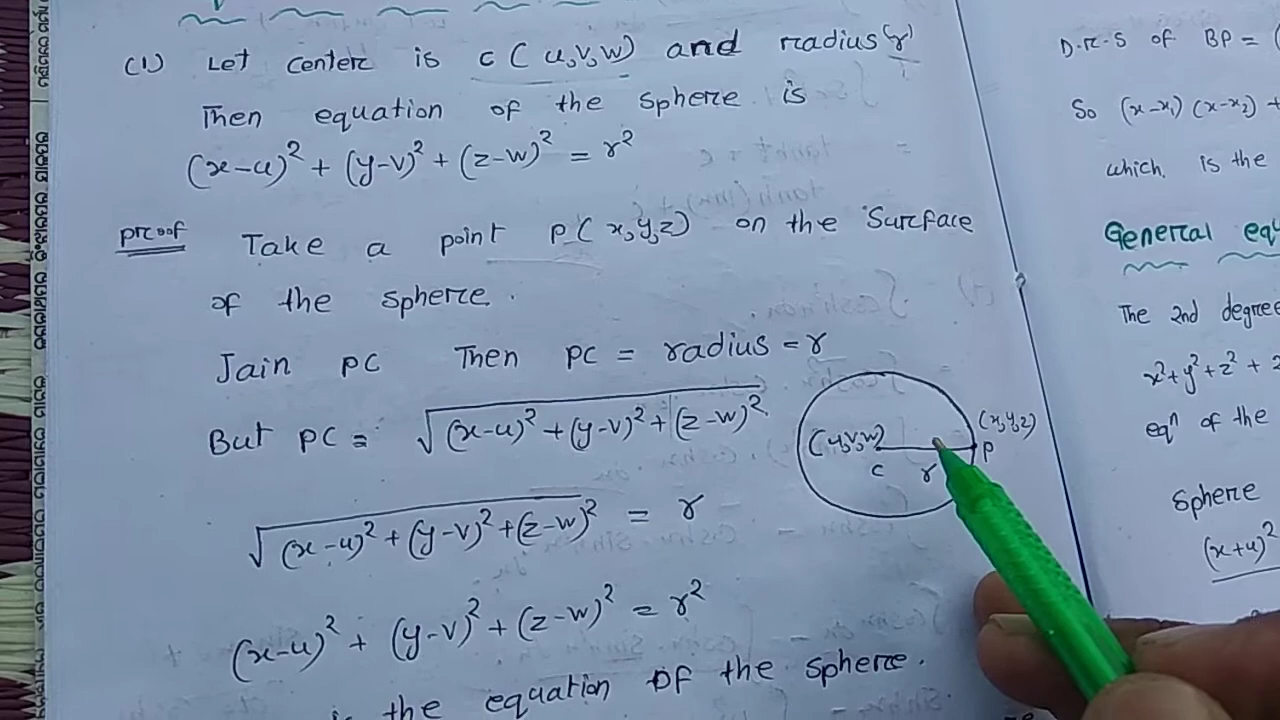 (1) Let center is C(u,v,w) and radius (r)
Then equation of the sphere is
(x-u)² + (y-v)² + (z-w)² = r²
proof Take a point P(x,y,z) on the Surface
of the sphere.
Jain PC Then PC = radius = r
But PC = √(x-u)² + (y-v)² + (z-w)²
√(x-u)² + (y-v)² + (z-w)² = r
(x-u)² + (y-v)² + (z-w)² = r²
is the equation of the sphere.
(u,v,w)
(x,y,z)
C r P
D.r.s of BP = (
So (x-x₁) (x-x₂) +
which is the
General equ
The 2nd degree
x²+y²+z²+2
eqⁿ of the
sphere
(x+u)²